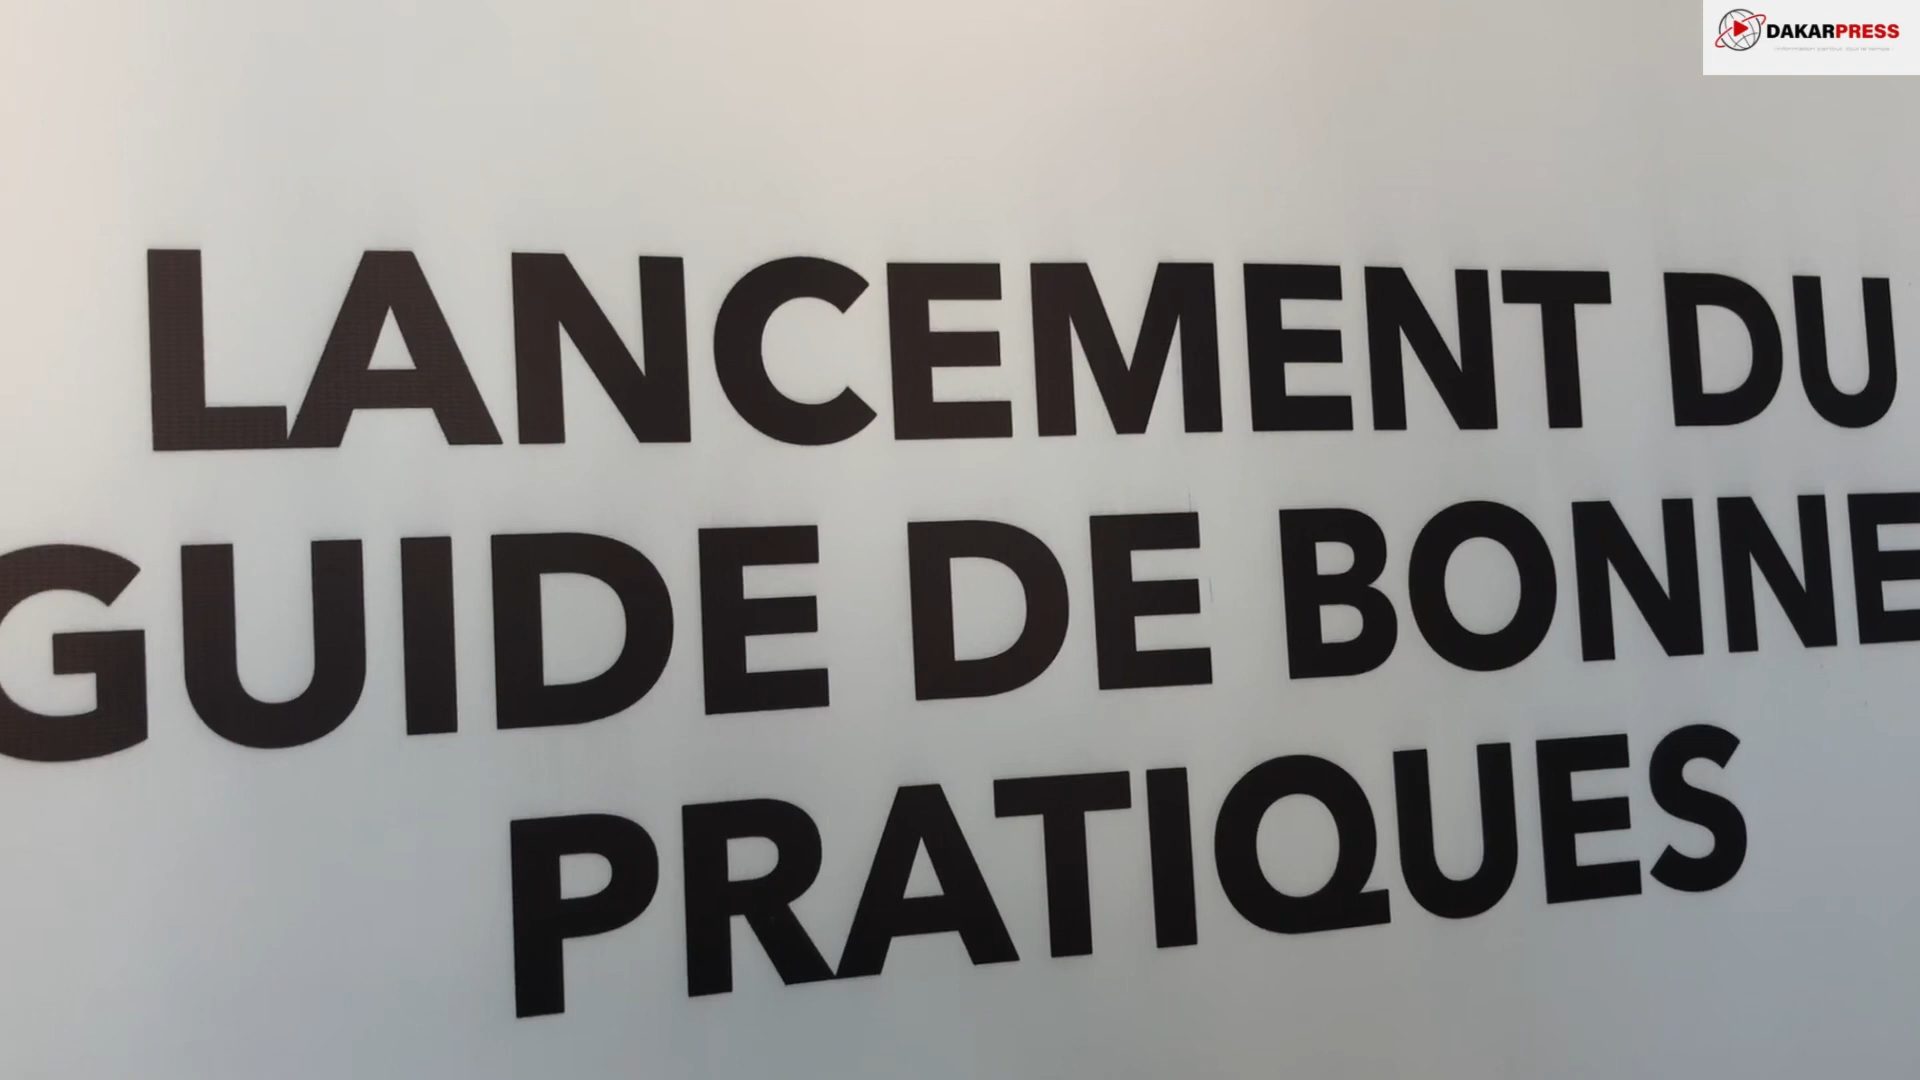 DAKARPRESS
LANCEMENT DU
GUIDE DE BONNE
PRATIQUES